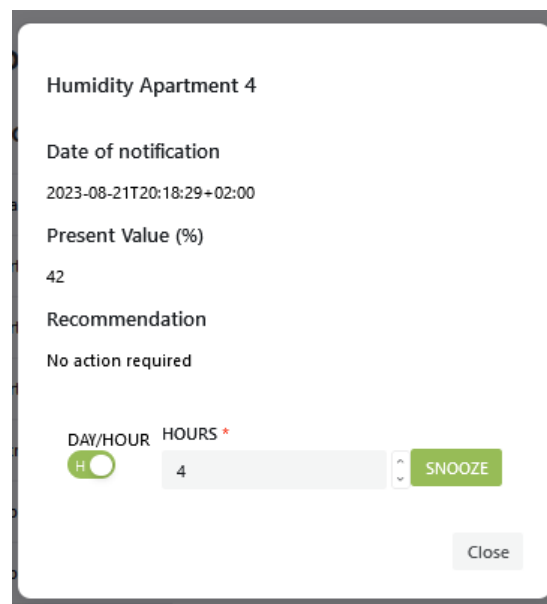 Humidity Apartment 4
Date of notification
2023-08-21T20:18:29+02:00
Present Value (%)
42
Recommendation
No action required
DAY/HOUR HOURS *
H 4 SNOOZE
Close